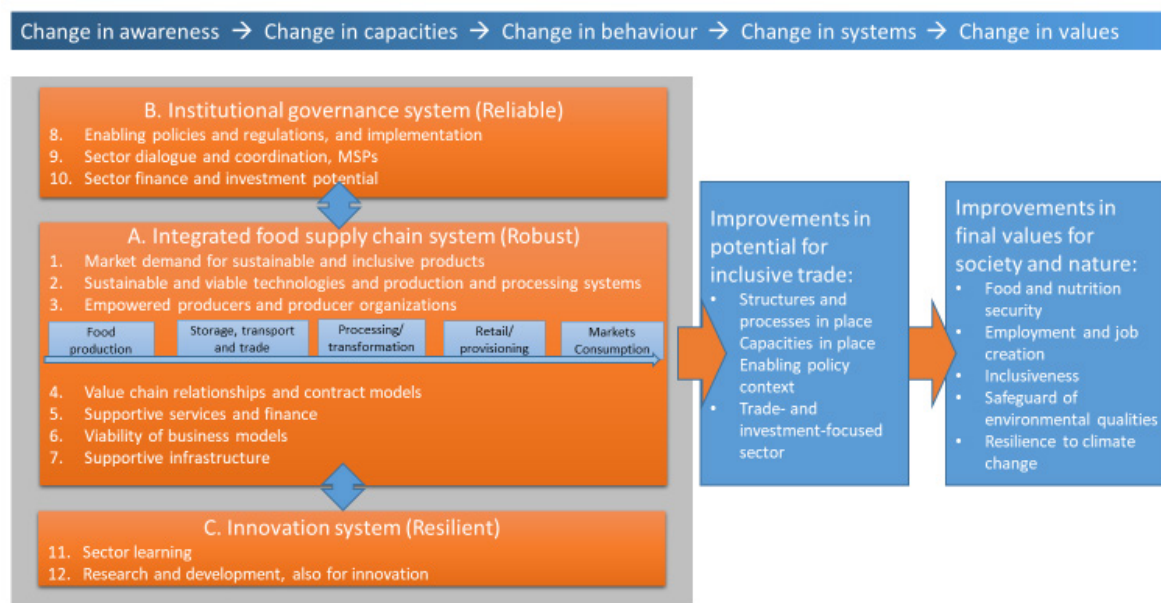 Change in awareness → Change in capacities → Change in behaviour → Change in systems → Change in values
B. Institutional governance system (Reliable)
8. Enabling policies and regulations, and implementation
9. Sector dialogue and coordination, MSPs
10. Sector finance and investment potential
A. Integrated food supply chain system (Robust)
1. Market demand for sustainable and inclusive products
2. Sustainable and viable technologies and production and processing systems
3. Empowered producers and producer organizations
Food
production
Storage, transport
and trade
Processing/
transformation
Retail/
provisioning
Markets
Consumption
4. Value chain relationships and contract models
5. Supportive services and finance
6. Viability of business models
7. Supportive infrastructure
C. Innovation system (Resilient)
11. Sector learning
12. Research and development, also for innovation
Improvements in
potential for
inclusive trade:
• Structures and
processes in place
• Capacities in place
• Enabling policy
context
• Trade- and
investment-focused
sector
Improvements in
final values for
society and nature:
• Food and nutrition
security
• Employment and job
creation
• Inclusiveness
• Safeguard of
environmental qualities
• Resilience to climate
change